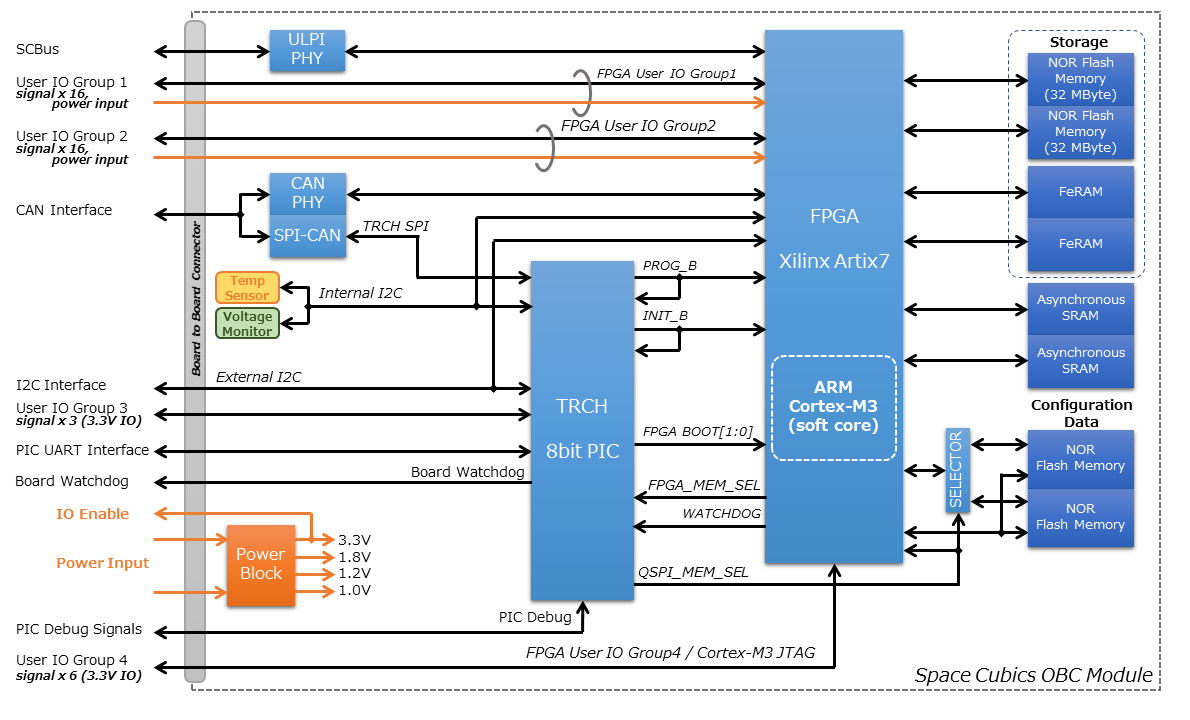 SCBus
User IO Group 1
signal x 16,
power input
User IO Group 2
signal x 16,
power input
CAN Interface
I2C Interface
User IO Group 3
signal x 3 (3.3V IO)
PIC UART Interface
Board Watchdog
IO Enable
Power Input
PIC Debug Signals
User IO Group 4
signal x 6 (3.3V IO)
Board to Board Connector
ULPI
PHY
FPGA User IO Group1
FPGA User IO Group2
CAN
PHY
SPI-CAN
TRCH SPI
Temp
Sensor
Voltage
Monitor
Internal I2C
External I2C
Board Watchdog
Power
Block
3.3V
1.8V
1.2V
1.0V
PIC Debug
FPGA User IO Group4 / Cortex-M3 JTAG
TRCH
8bit PIC
PROG_B
INIT_B
FPGA BOOT[1:0]
FPGA_MEM_SEL
WATCHDOG
QSPI_MEM_SEL
FPGA
Xilinx Artix7
ARM
Cortex-M3
(soft core)
SELECTOR
Storage
NOR Flash
Memory
(32 MByte)
NOR Flash
Memory
(32 MByte)
FeRAM
FeRAM
Asynchronous
SRAM
Asynchronous
SRAM
Configuration
Data
NOR
Flash Memory
NOR
Flash Memory
Space Cubics OBC Module